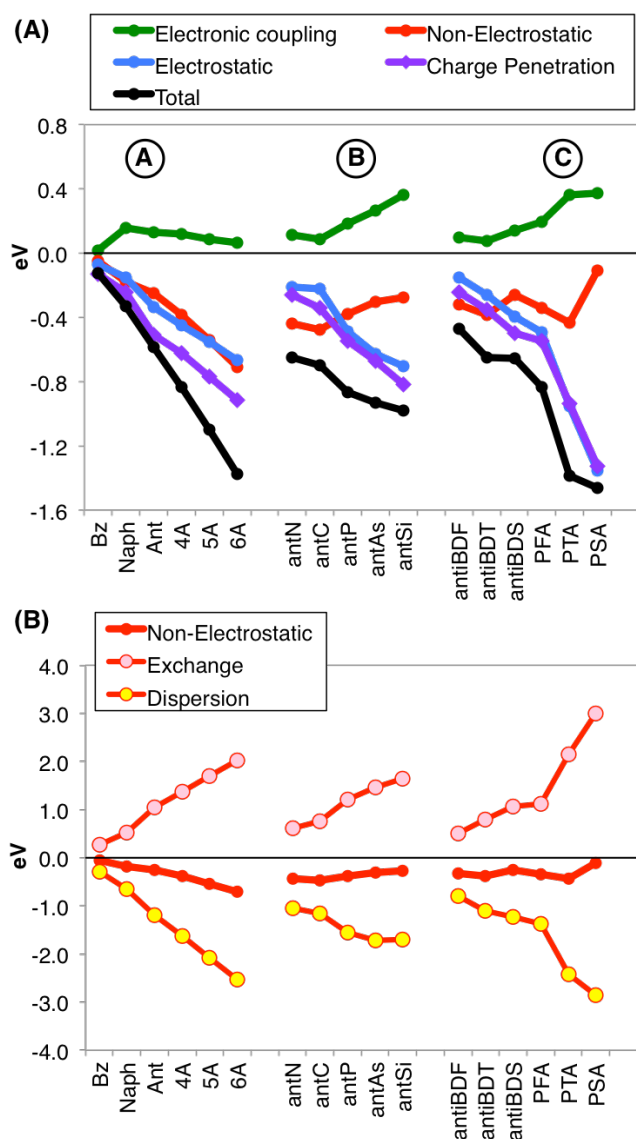 (A)
Electronic coupling
Non-Electrostatic
Electrostatic
Charge Penetration
Total
0.8
0.4
0.0
-0.4
-0.8
-1.2
-1.6
eV
A
B
C
Bz
Naph
Ant
4A
5A
6A
antN
antC
antP
antAs
antSi
antiBDF
antiBDT
antiBDS
PFA
PTA
PSA
(B)
Non-Electrostatic
Exchange
Dispersion
4.0
3.0
2.0
1.0
0.0
-1.0
-2.0
-3.0
-4.0
eV
Bz
Naph
Ant
4A
5A
6A
antN
antC
antP
antAs
antSi
antiBDF
antiBDT
antiBDS
PFA
PTA
PSA